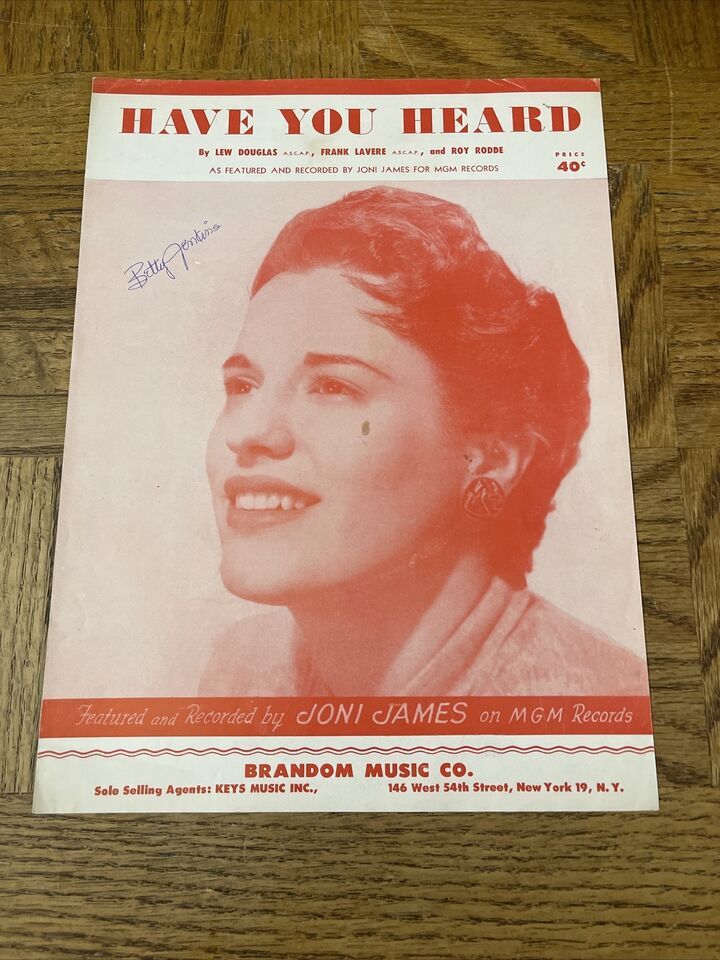 HAVE YOU HEARD
By LEW DOUGLAS A.S.C.A.P., FRANK LAVERE A.S.C.A.P., and ROY RODDE
AS FEATURED AND RECORDED BY JONI JAMES FOR MGM RECORDS
PRICE
40¢
Betty Jenkins
Featured and Recorded by JONI JAMES on MGM Records
BRANDOM MUSIC CO.
Sole Selling Agents: KEYS MUSIC INC., 146 West 54th Street, New York 19, N. Y.